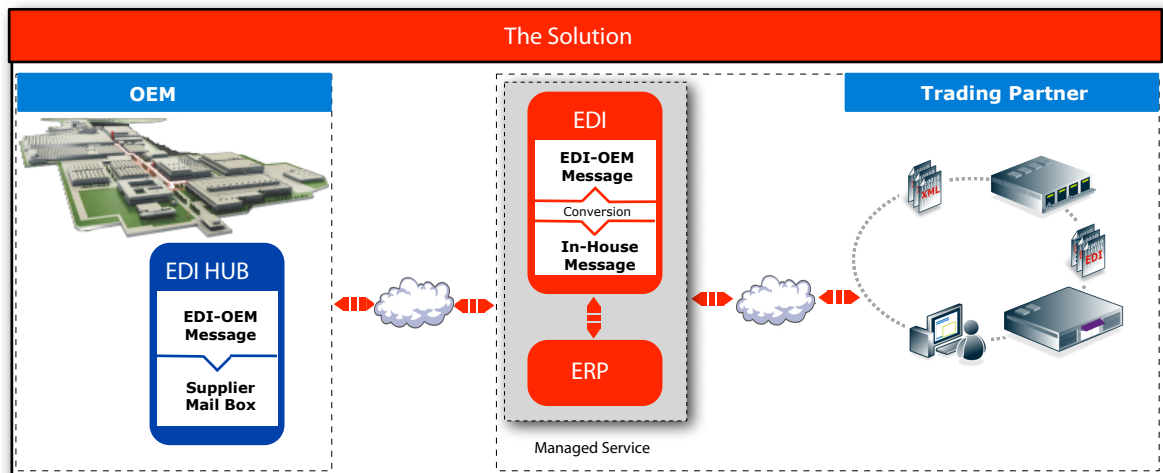 The Solution
OEM
EDI HUB
EDI-OEM
Message
Supplier
Mail Box
EDI
EDI-OEM
Message
Conversion
In-House
Message
ERP
Managed Service
Trading Partner
XML
EDI